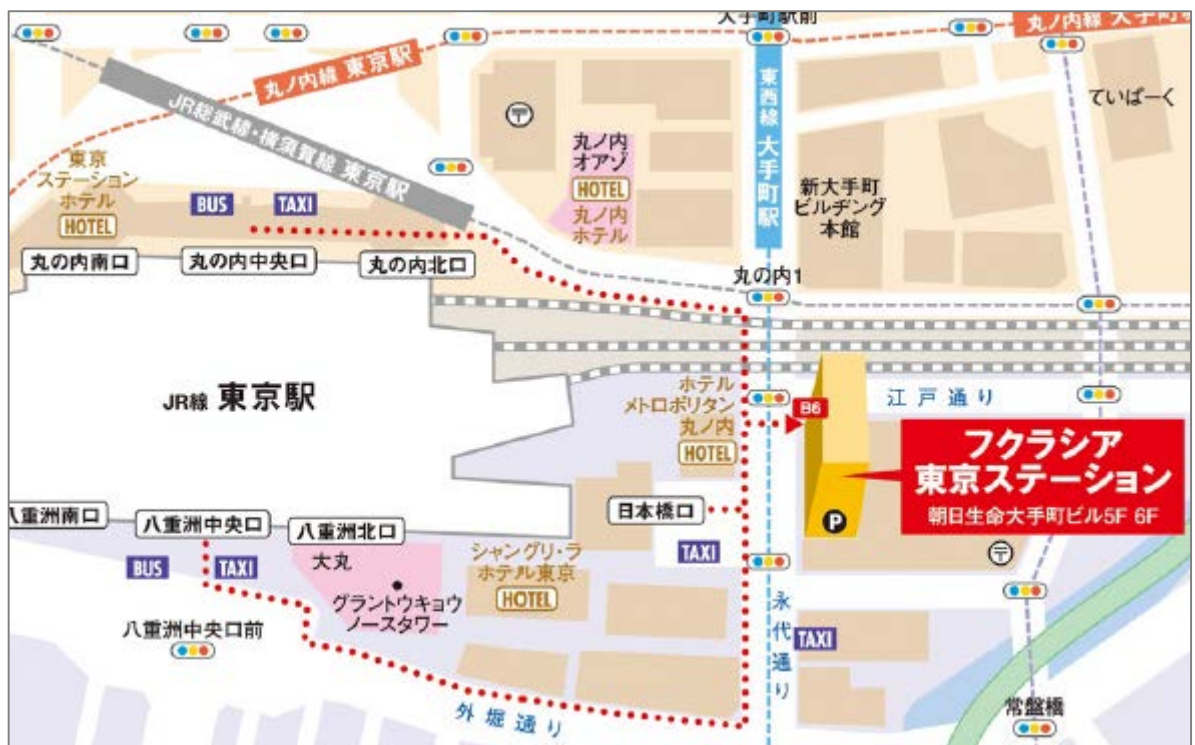 大手町駅前
丸ノ内線 大手町
丸ノ内線 東京駅
JR総武線・横須賀線 東京駅
東西線 大手町駅
ていぱーく
〒
丸ノ内
オアゾ
HOTEL
丸ノ内
ホテル
新大手町
ビルヂング
本館
東京
ステーション
ホテル
HOTEL
BUS
TAXI
丸の内南口
丸の内中央口
丸の内北口
丸の内1
JR線 東京駅
ホテル
メトロポリタン
丸ノ内
HOTEL
B6
江戸通り
フクラシア
東京ステーション
朝日生命大手町ビル5F 6F
P
〒
日本橋口
TAXI
八重洲南口
八重洲中央口
八重洲北口
BUS
TAXI
大丸
グラントウキョウ
ノースタワー
シャングリ・ラ
ホテル東京
HOTEL
八重洲中央口前
永代通り
TAXI
外堀通り
常盤橋